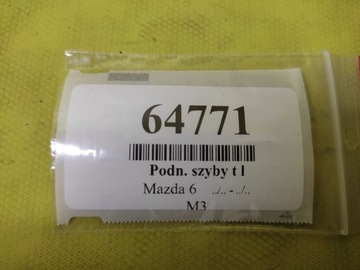 64771
Podn. szyby t l
Mazda 6 ../.. - ../..
M3